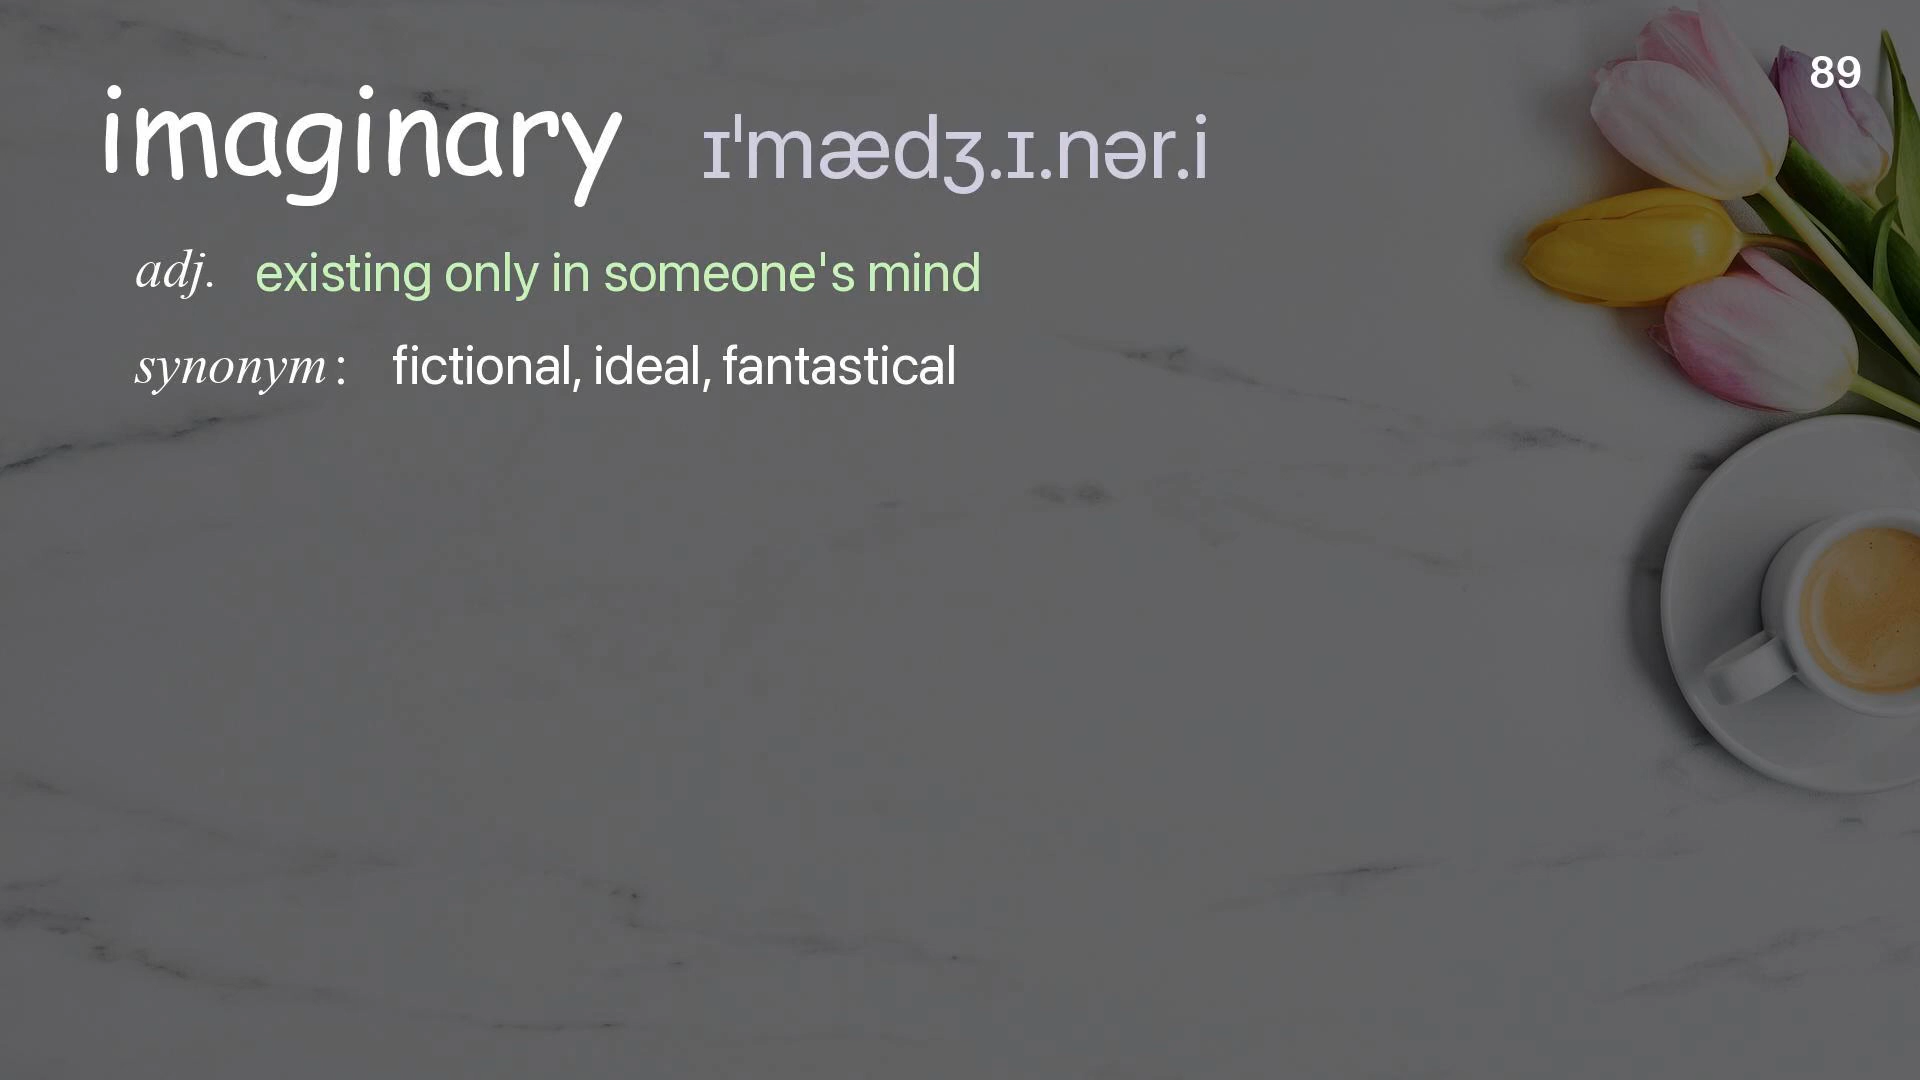 89
imaginary ɪˈmædʒ.ɪ.nər.i
adj. existing only in someone's mind
synonym: fictional, ideal, fantastical